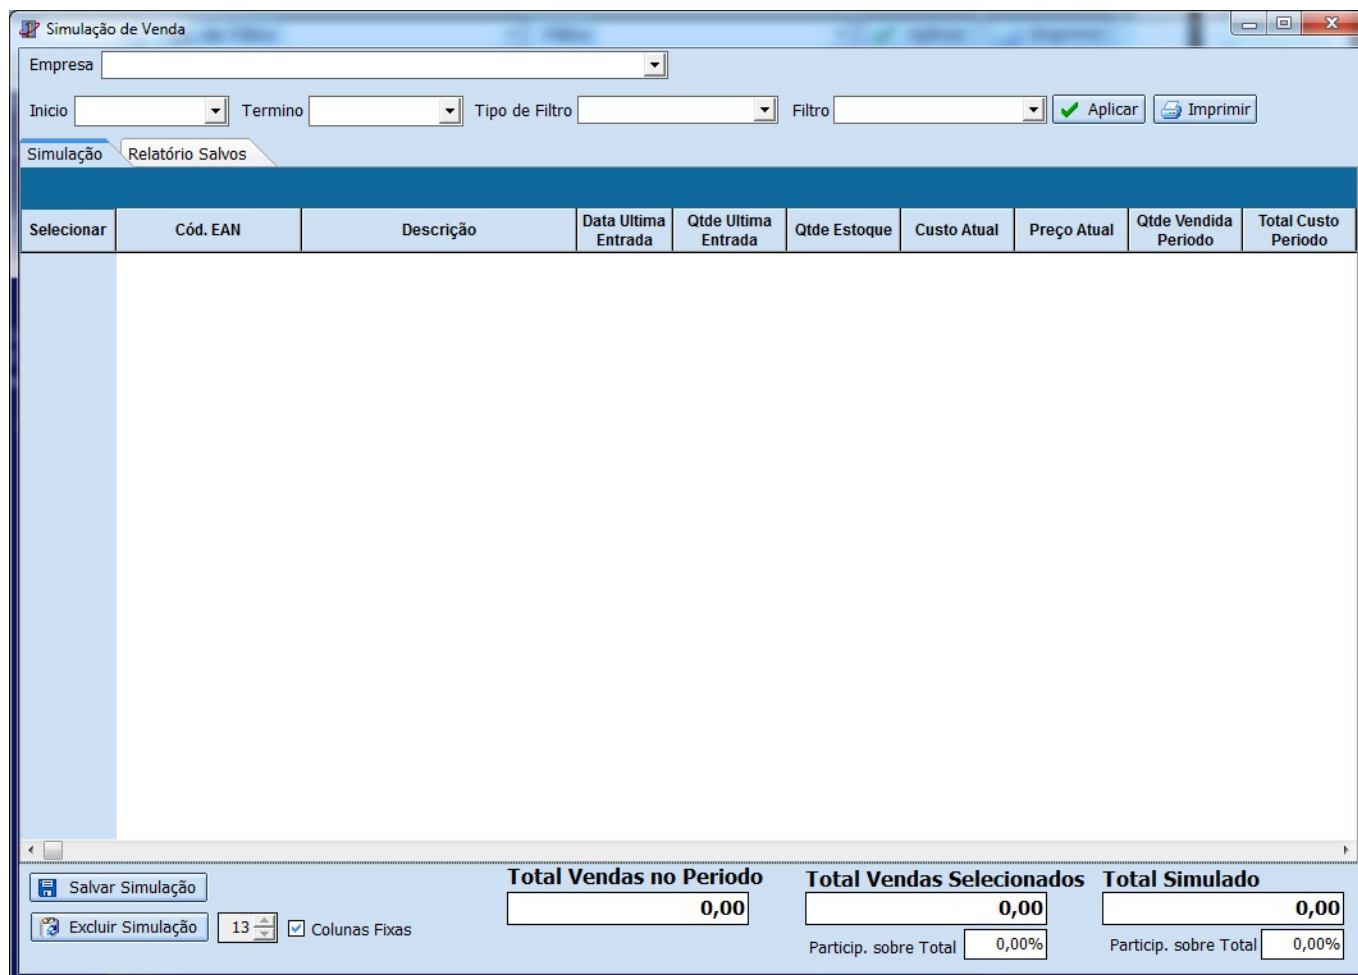 Simulação de Venda
Empresa
Inicio Termino Tipo de Filtro Filtro Aplicar Imprimir
Simulação Relatório Salvos
Selecionar Cód. EAN Descrição Data Ultima Entrada Qtde Ultima Entrada Qtde Estoque Custo Atual Preço Atual Qtde Vendida Periodo Total Custo Periodo
Salvar Simulação Total Vendas no Periodo Total Vendas Selecionados Total Simulado
0,00 0,00 0,00
Excluir Simulação 13 Colunas Fixas
Particip. sobre Total 0,00% Particip. sobre Total 0,00%